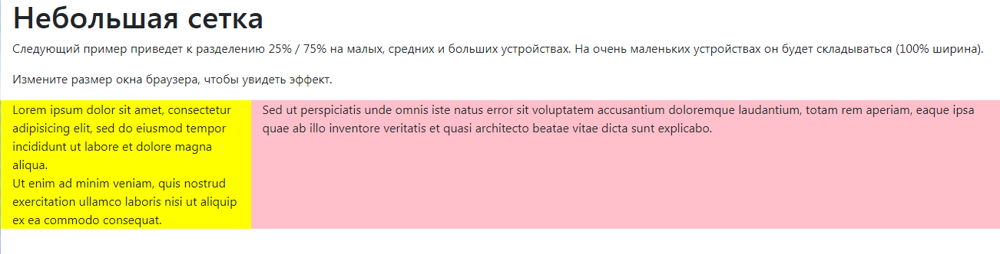 Небольшая сетка
Следующий пример приведет к разделению 25% / 75% на малых, средних и больших устройствах. На очень маленьких устройствах он будет складываться (100% ширина).
Измените размер окна браузера, чтобы увидеть эффект.
Lorem ipsum dolor sit amet, consectetur
adipisicing elit, sed do eiusmod tempor
incididunt ut labore et dolore magna
aliqua.
Ut enim ad minim veniam, quis nostrud
exercitation ullamco laboris nisi ut aliquip
ex ea commodo consequat.
Sed ut perspiciatis unde omnis iste natus error sit voluptatem accusantium doloremque laudantium, totam rem aperiam, eaque ipsa
quae ab illo inventore veritatis et quasi architecto beatae vitae dicta sunt explicabo.